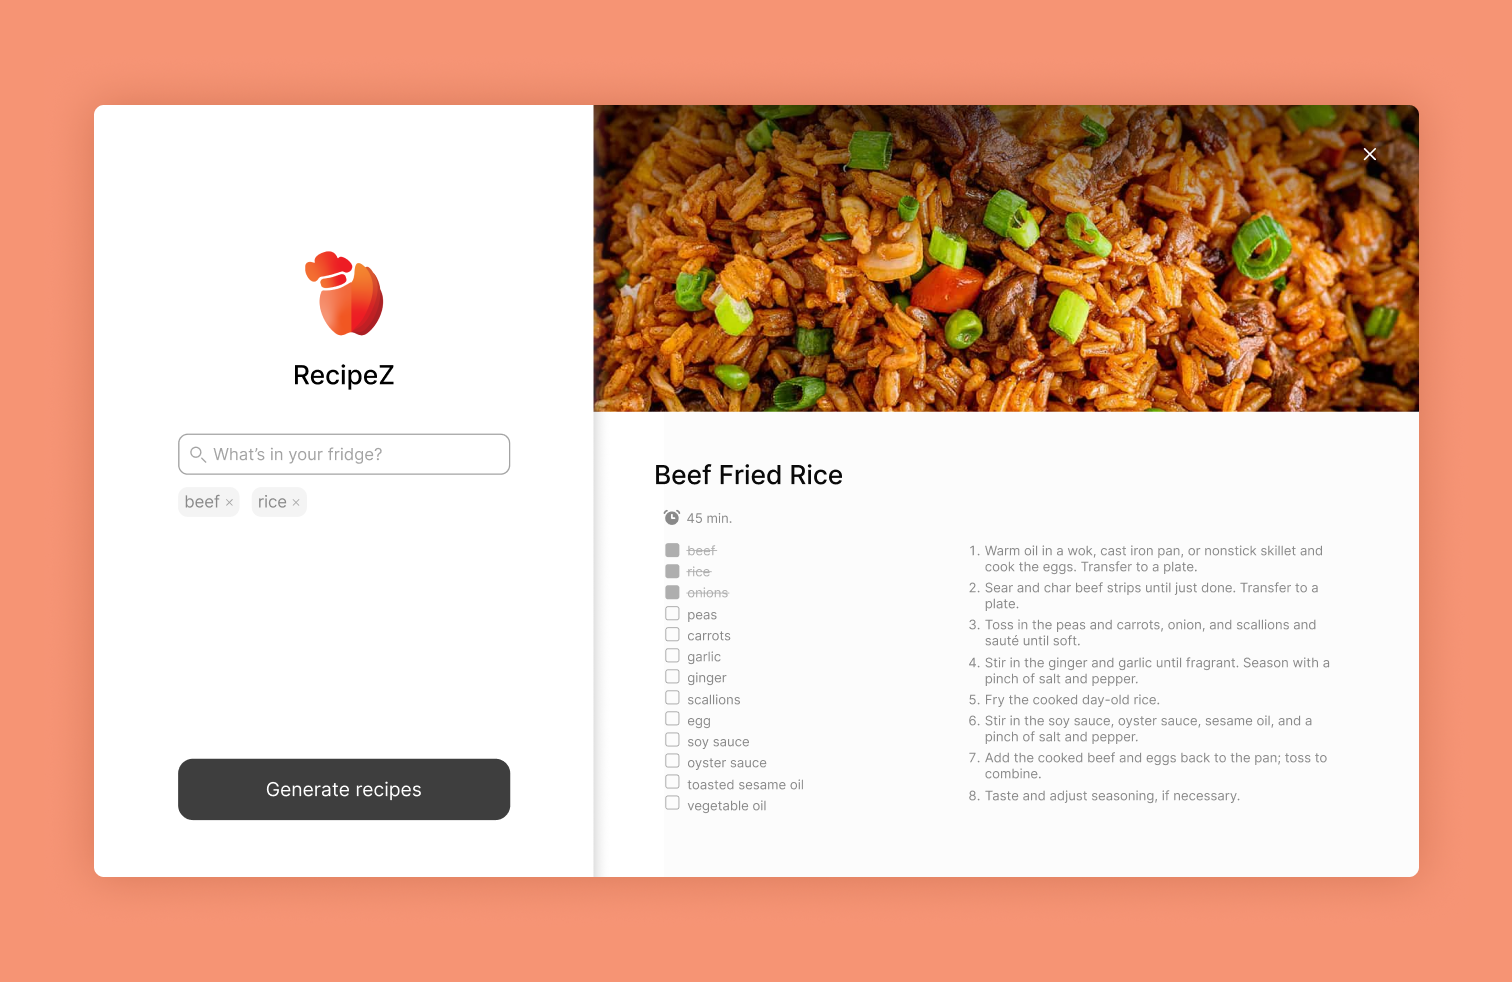 RecipeZ
What's in your fridge?
beef ×
rice ×
Generate recipes
Beef Fried Rice
45 min.
beef
rice
onions
peas
carrots
garlic
ginger
scallions
egg
soy sauce
oyster sauce
toasted sesame oil
vegetable oil
1. Warm oil in a wok, cast iron pan, or nonstick skillet and
cook the eggs. Transfer to a plate.
2. Sear and char beef strips until just done. Transfer to a
plate.
3. Toss in the peas and carrots, onion, and scallions and
sauté until soft.
4. Stir in the ginger and garlic until fragrant. Season with a
pinch of salt and pepper.
5. Fry the cooked day-old rice.
6. Stir in the soy sauce, oyster sauce, sesame oil, and a
pinch of salt and pepper.
7. Add the cooked beef and eggs back to the pan; toss to
combine.
8. Taste and adjust seasoning, if necessary.